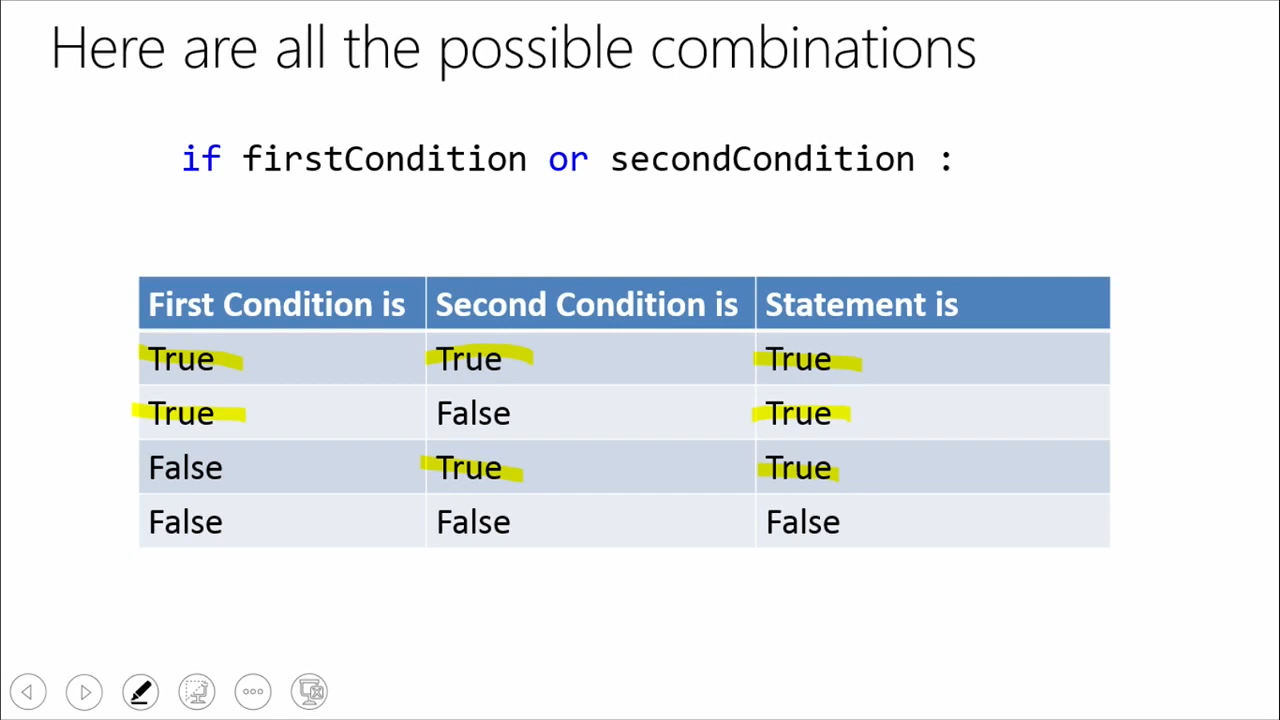 Here are all the possible combinations
if firstCondition or secondCondition :
First Condition is Second Condition is Statement is
True True True
True False True
False True True
False False False